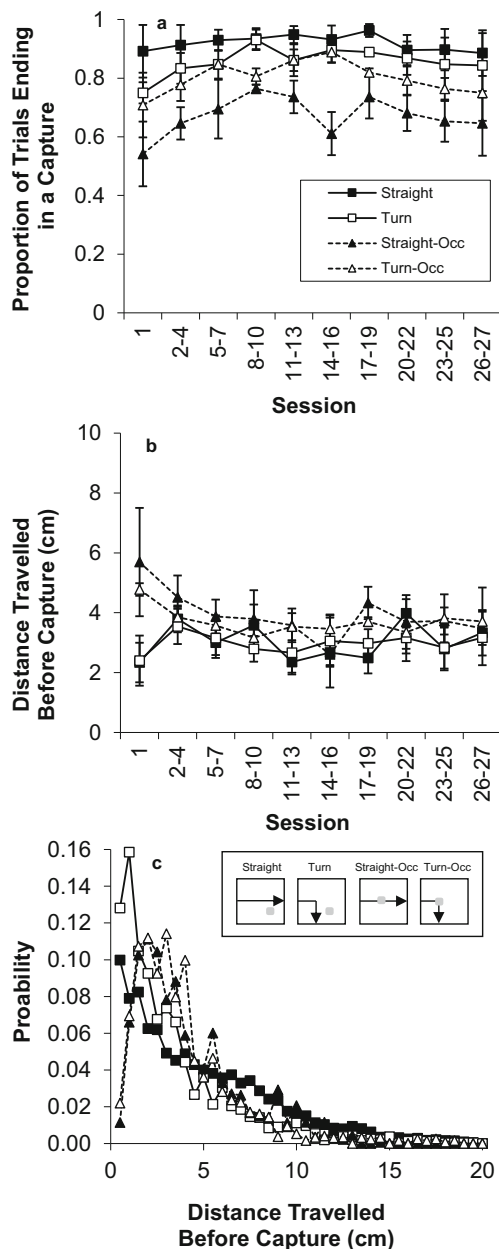 a
Proportion of Trials Ending
in a Capture
1
0.8
0.6
0.4
0.2
0
Straight
Turn
Straight-Occ
Turn-Occ
1
2-4
5-7
8-10
11-13
14-16
17-19
20-22
23-25
26-27
Session
b
Distance Travelled
Before Capture (cm)
10
8
6
4
2
0
1
2-4
5-7
8-10
11-13
14-16
17-19
20-22
23-25
26-27
Session
c
Proability
0.16
0.14
0.12
0.10
0.08
0.06
0.04
0.02
0.00
Straight Turn Straight-Occ Turn-Occ
0 5 10 15 20
Distance Travelled
Before Capture (cm)